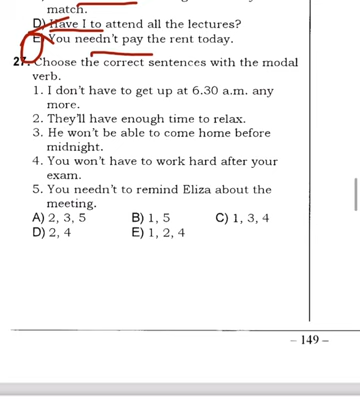 match.
D) Have I to attend all the lectures?
E) You needn't pay the rent today.
27. Choose the correct sentences with the modal
verb.
1. I don't have to get up at 6.30 a.m. any
more.
2. They'll have enough time to relax.
3. He won't be able to come home before
midnight.
4. You won't have to work hard after your
exam.
5. You needn't to remind Eliza about the
meeting.
A) 2, 3, 5 B) 1, 5 C) 1, 3, 4
D) 2, 4 E) 1, 2, 4
– 149 –